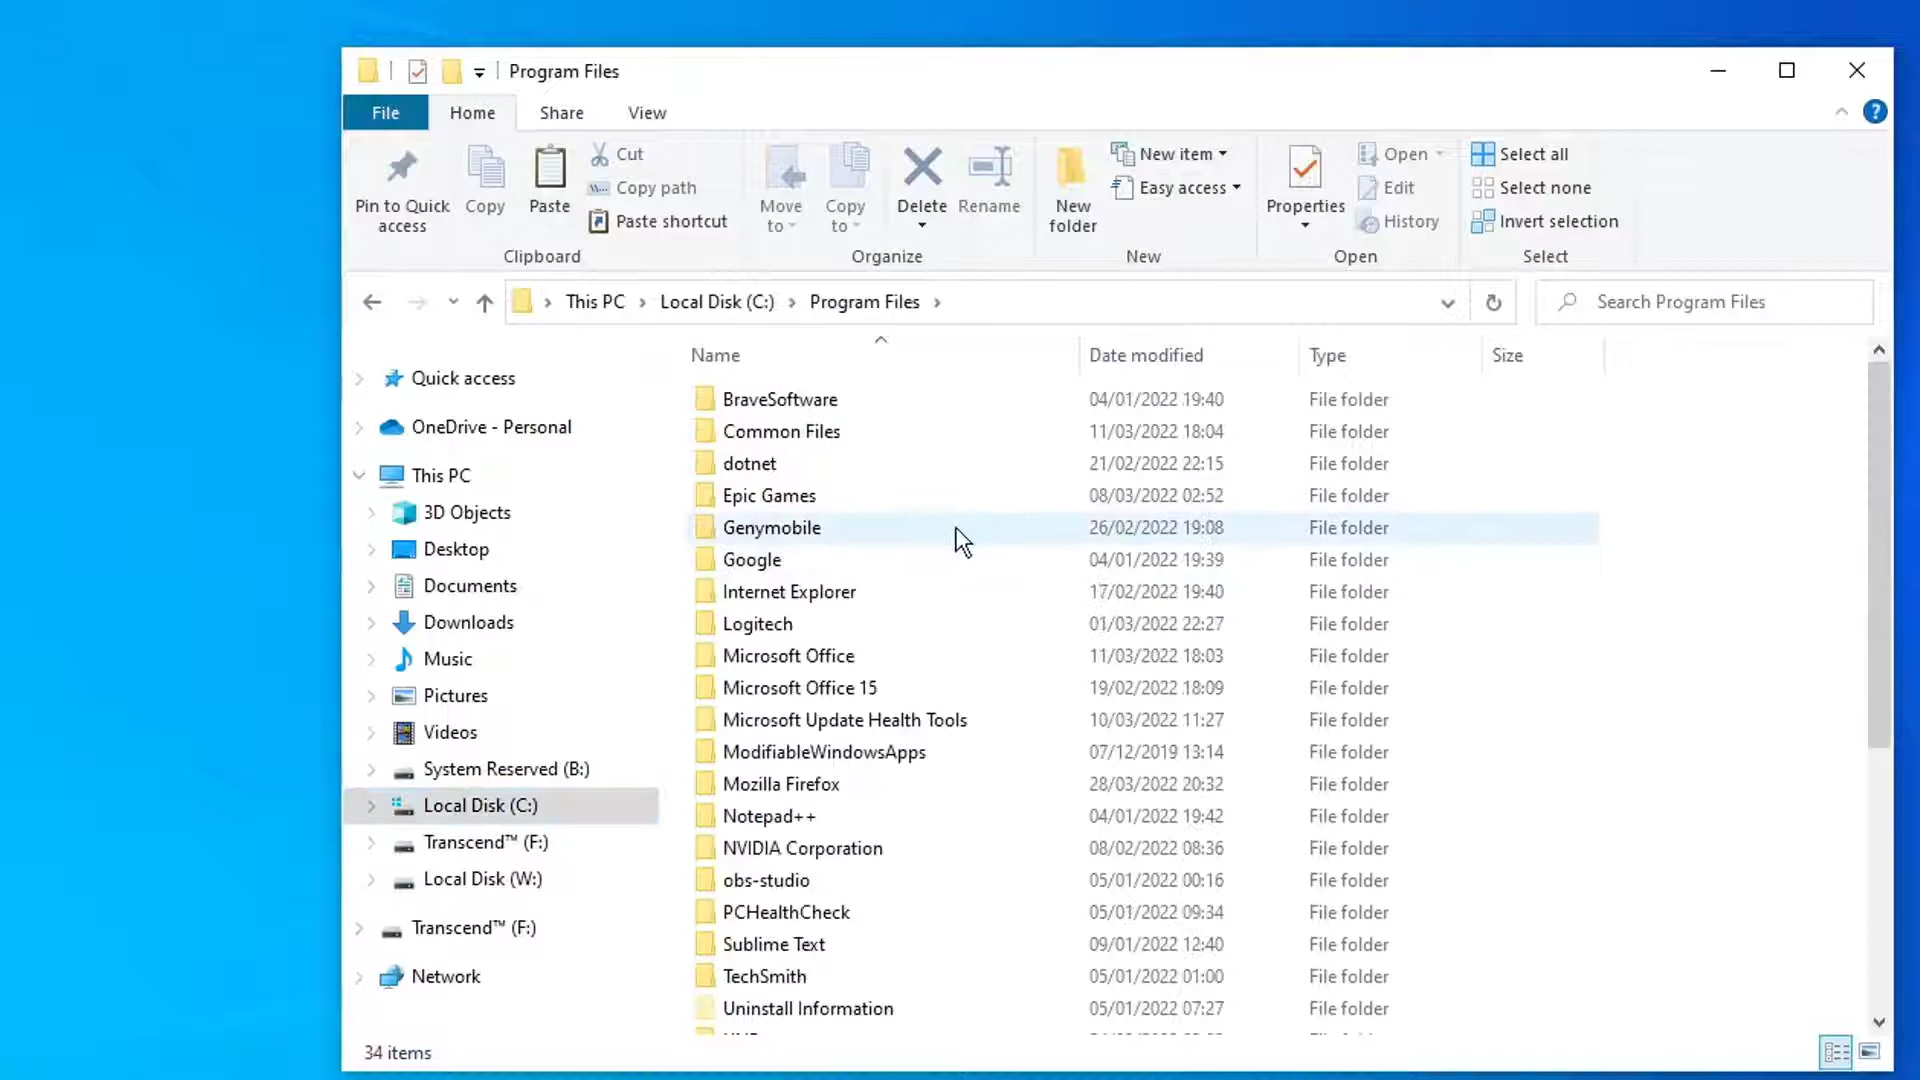 Program Files
File Home Share View
Pin to Quick access
Copy
Paste
Cut
Copy path
Paste shortcut
Clipboard
Move to
Copy to
Delete
Rename
Organize
New folder
New item
Easy access
New
Properties
Open
Edit
History
Open
Select all
Select none
Invert selection
Select
This PC › Local Disk (C:) › Program Files ›
Search Program Files
Quick access
OneDrive - Personal
This PC
3D Objects
Desktop
Documents
Downloads
Music
Pictures
Videos
System Reserved (B:)
Local Disk (C:)
Transcend™ (F:)
Local Disk (W:)
Transcend™ (F:)
Network
Name Date modified Type Size
BraveSoftware 04/01/2022 19:40 File folder
Common Files 11/03/2022 18:04 File folder
dotnet 21/02/2022 22:15 File folder
Epic Games 08/03/2022 02:52 File folder
Genymobile 26/02/2022 19:08 File folder
Google 04/01/2022 19:39 File folder
Internet Explorer 17/02/2022 19:40 File folder
Logitech 01/03/2022 22:27 File folder
Microsoft Office 11/03/2022 18:03 File folder
Microsoft Office 15 19/02/2022 18:09 File folder
Microsoft Update Health Tools 10/03/2022 11:27 File folder
ModifiableWindowsApps 07/12/2019 13:14 File folder
Mozilla Firefox 28/03/2022 20:32 File folder
Notepad++ 04/01/2022 19:42 File folder
NVIDIA Corporation 08/02/2022 08:36 File folder
obs-studio 05/01/2022 00:16 File folder
PCHealthCheck 05/01/2022 09:34 File folder
Sublime Text 09/01/2022 12:40 File folder
TechSmith 05/01/2022 01:00 File folder
Uninstall Information 05/01/2022 07:27 File folder
34 items